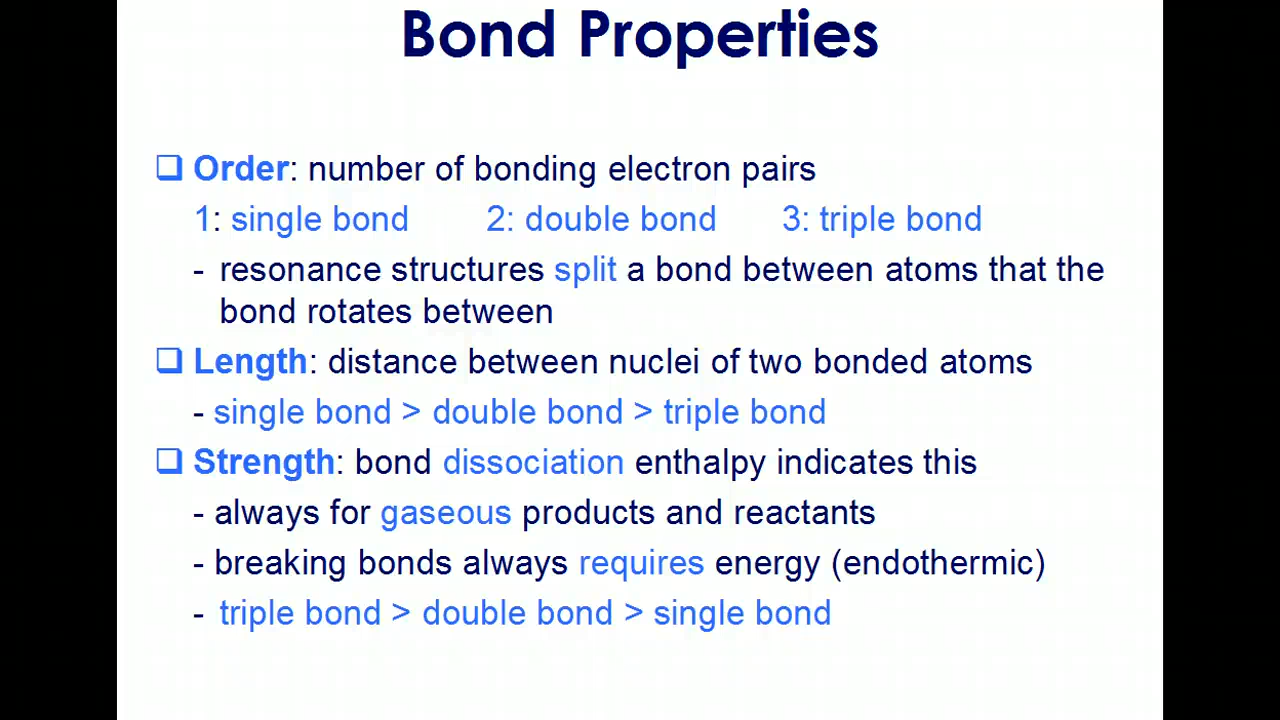 Bond Properties
❑ Order: number of bonding electron pairs
1: single bond 2: double bond 3: triple bond
- resonance structures split a bond between atoms that the
bond rotates between
❑ Length: distance between nuclei of two bonded atoms
- single bond > double bond > triple bond
❑ Strength: bond dissociation enthalpy indicates this
- always for gaseous products and reactants
- breaking bonds always requires energy (endothermic)
- triple bond > double bond > single bond